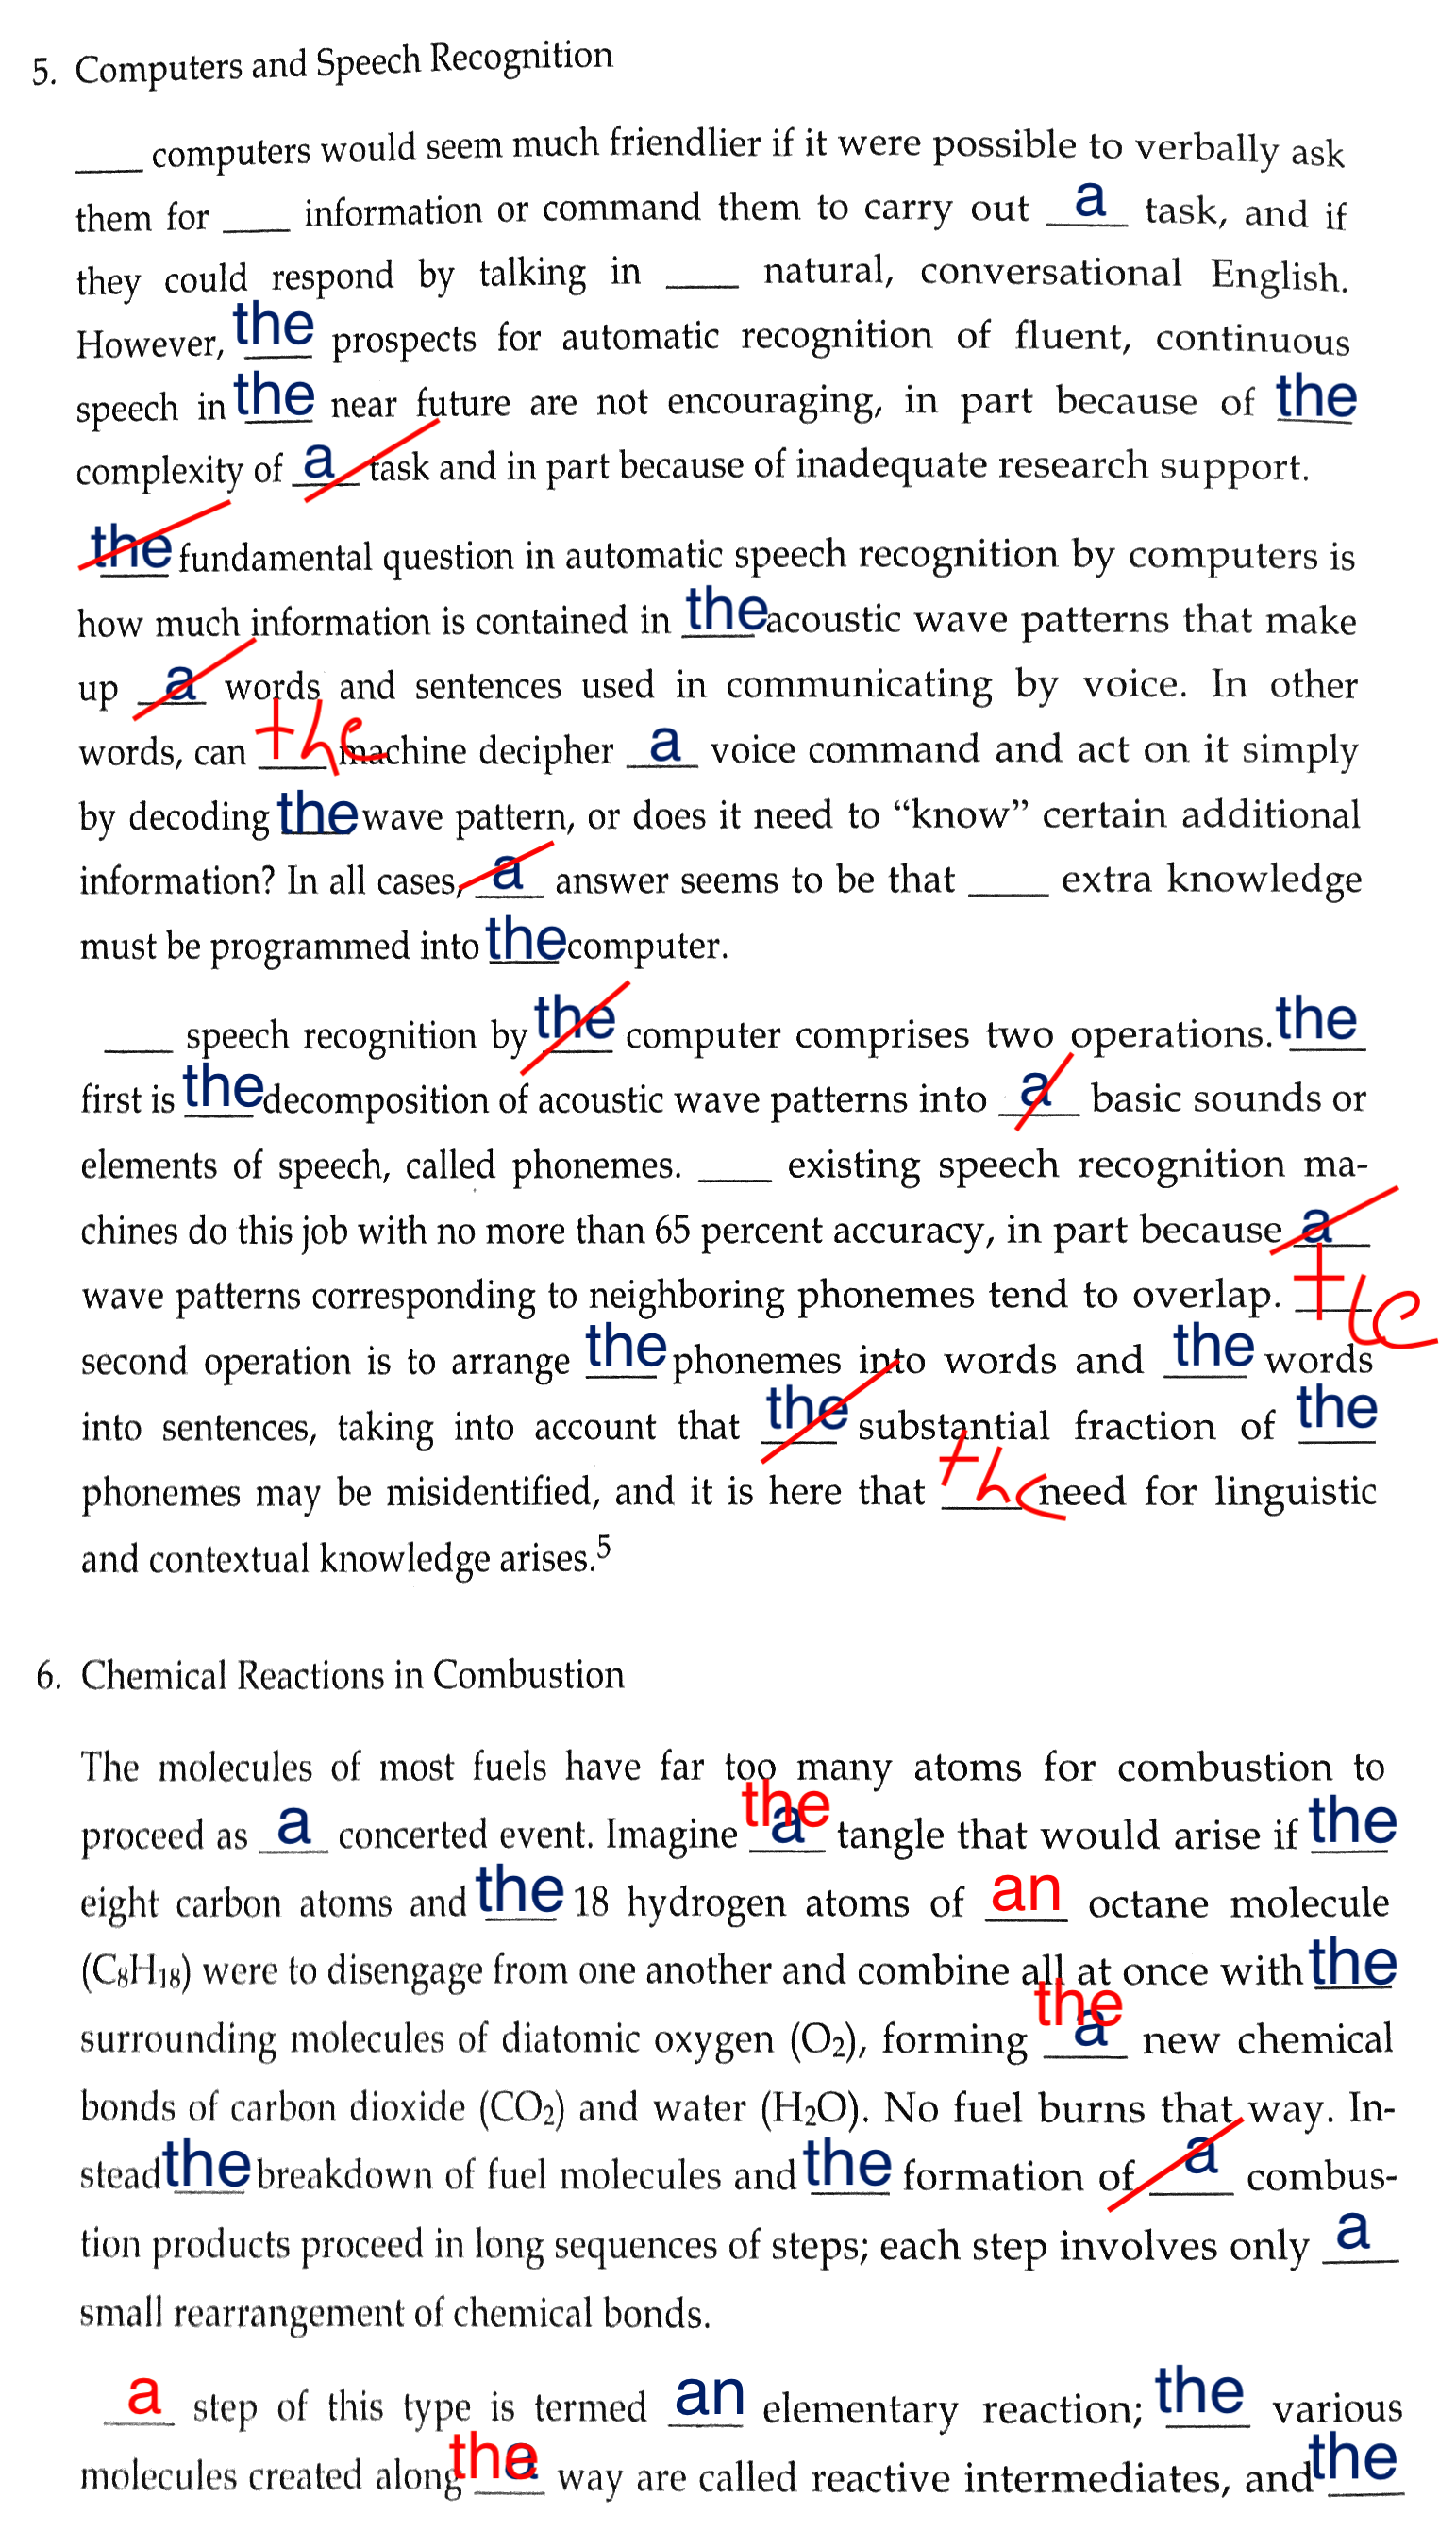 5. Computers and Speech Recognition
____ computers would seem much friendlier if it were possible to verbally ask
them for ____ information or command them to carry out a task, and if
they could respond by talking in ____ natural, conversational English.
However, the prospects for automatic recognition of fluent, continuous
speech in the near future are not encouraging, in part because of the
complexity of a task and in part because of inadequate research support.
the fundamental question in automatic speech recognition by computers is
how much information is contained in the acoustic wave patterns that make
up a words and sentences used in communicating by voice. In other
words, can the machine decipher a voice command and act on it simply
by decoding the wave pattern, or does it need to “know” certain additional
information? In all cases, a answer seems to be that ____ extra knowledge
must be programmed into the computer.
____ speech recognition by the computer comprises two operations. the
first is the decomposition of acoustic wave patterns into a basic sounds or
elements of speech, called phonemes. ____ existing speech recognition ma-
chines do this job with no more than 65 percent accuracy, in part because a
wave patterns corresponding to neighboring phonemes tend to overlap. the
second operation is to arrange the phonemes into words and the words
into sentences, taking into account that the substantial fraction of the
phonemes may be misidentified, and it is here that the need for linguistic
and contextual knowledge arises.5
6. Chemical Reactions in Combustion
The molecules of most fuels have far too many atoms for combustion to
proceed as a concerted event. Imagine the a tangle that would arise if the
eight carbon atoms and the 18 hydrogen atoms of an octane molecule
(C8H18) were to disengage from one another and combine all at once with the
surrounding molecules of diatomic oxygen (O2), forming the a new chemical
bonds of carbon dioxide (CO2) and water (H2O). No fuel burns that way. In-
stead the breakdown of fuel molecules and the formation of a combus-
tion products proceed in long sequences of steps; each step involves only a
small rearrangement of chemical bonds.
a step of this type is termed an elementary reaction; the various
molecules created along the way are called reactive intermediates, and the